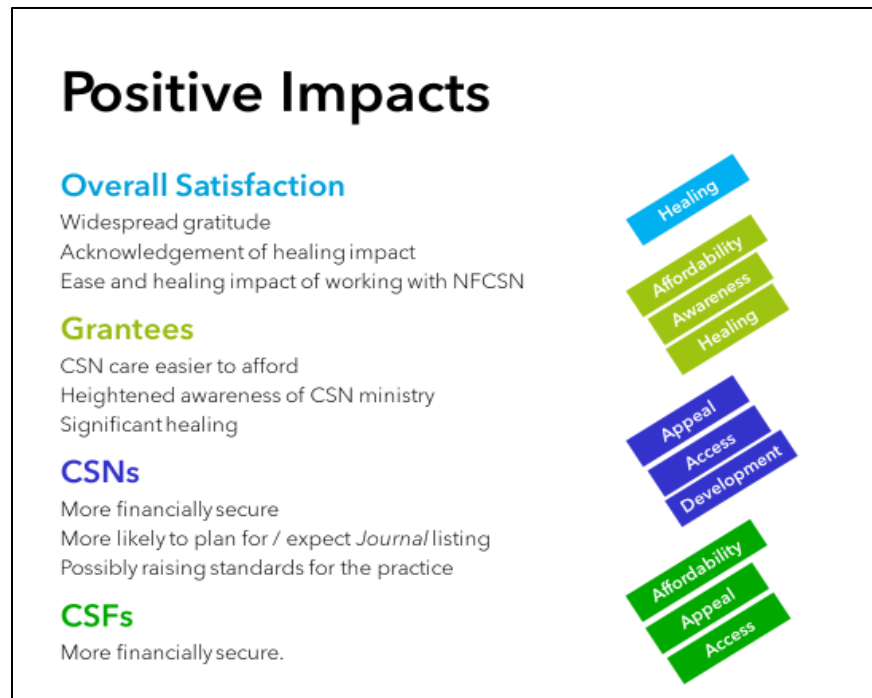 Positive Impacts
Overall Satisfaction
Widespread gratitude
Acknowledgement of healing impact
Ease and healing impact of working with NFCSN
Healing
Grantees
CSN care easier to afford
Heightened awareness of CSN ministry
Significant healing
Affordability
Awareness
Healing
CSNs
More financially secure
More likely to plan for / expect Journal listing
Possibly raising standards for the practice
Appeal
Access
Development
CSFs
More financially secure.
Affordability
Appeal
Access